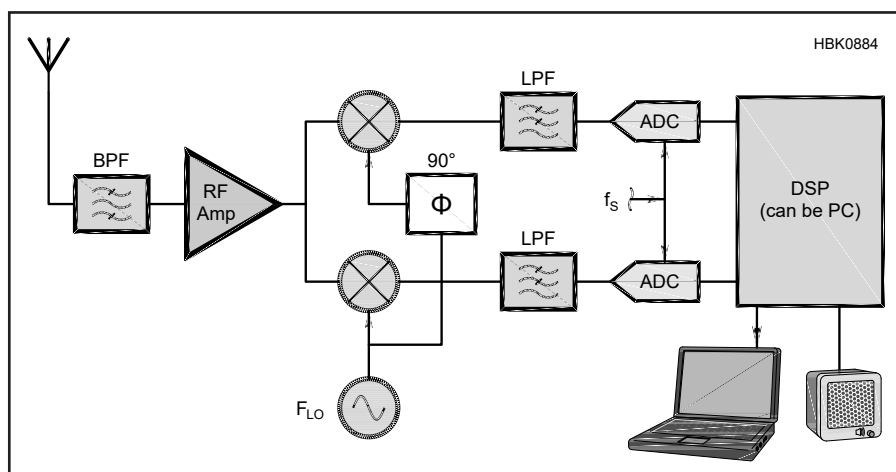 HBK0884
LPF
ADC
BPF
RF
Amp
90°
Φ
fS
DSP
(can be PC)
LPF
ADC
FLO